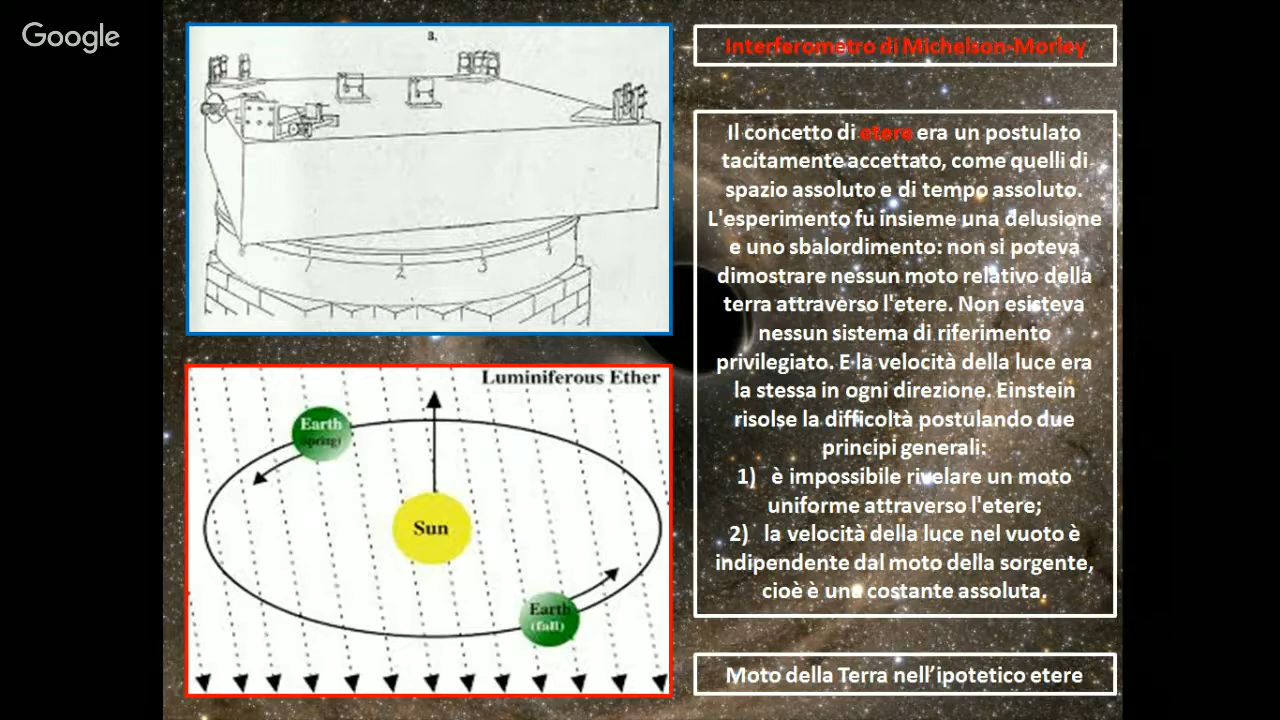 Google
3.
1
2
3
4
Luminiferous Ether
Earth
(spring)
Sun
Earth
(fall)
Interferometro di Michelson-Morley
Il concetto di etere era un postulato
tacitamente accettato, come quelli di
spazio assoluto e di tempo assoluto.
L'esperimento fu insieme una delusione
e uno sbalordimento: non si poteva
dimostrare nessun moto relativo della
terra attraverso l'etere. Non esisteva
nessun sistema di riferimento
privilegiato. E la velocità della luce era
la stessa in ogni direzione. Einstein
risolse la difficoltà postulando due
principi generali:
1) è impossibile rivelare un moto
uniforme attraverso l'etere;
2) la velocità della luce nel vuoto è
indipendente dal moto della sorgente,
cioè è una costante assoluta.
Moto della Terra nell’ipotetico etere